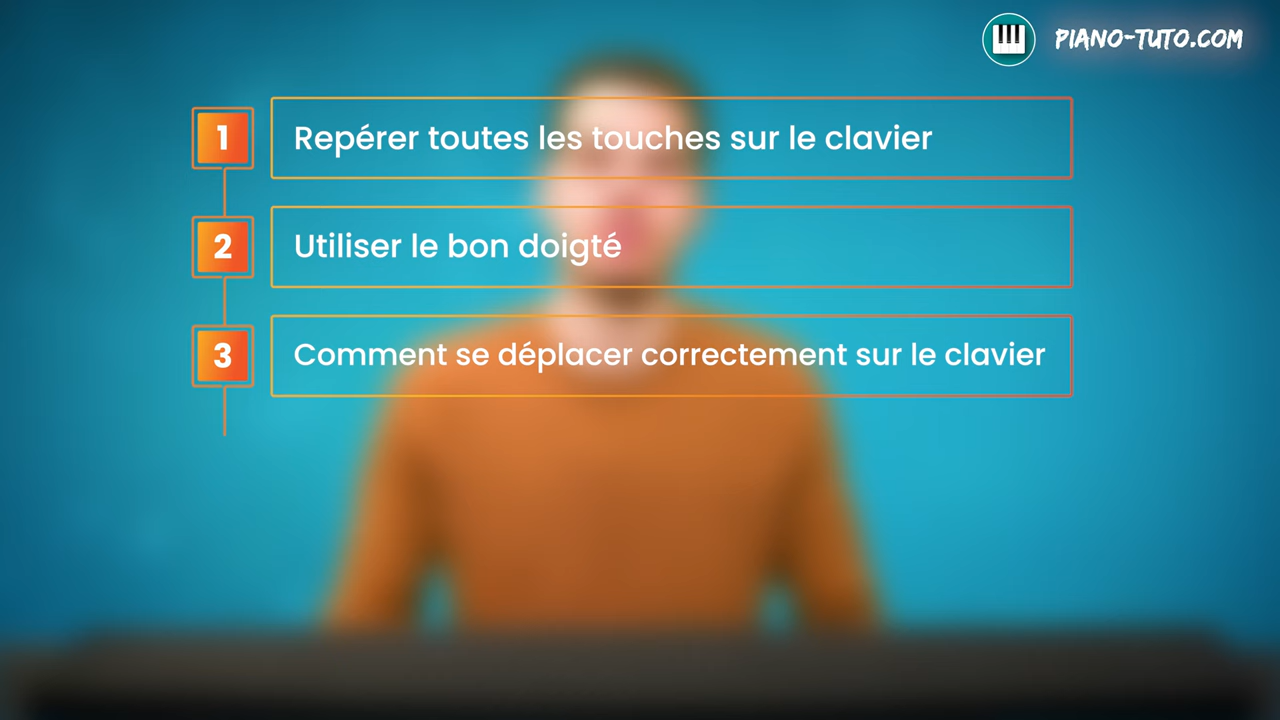 PIANO-TUTO.COM
1 Repérer toutes les touches sur le clavier
2 Utiliser le bon doigté
3 Comment se déplacer correctement sur le clavier